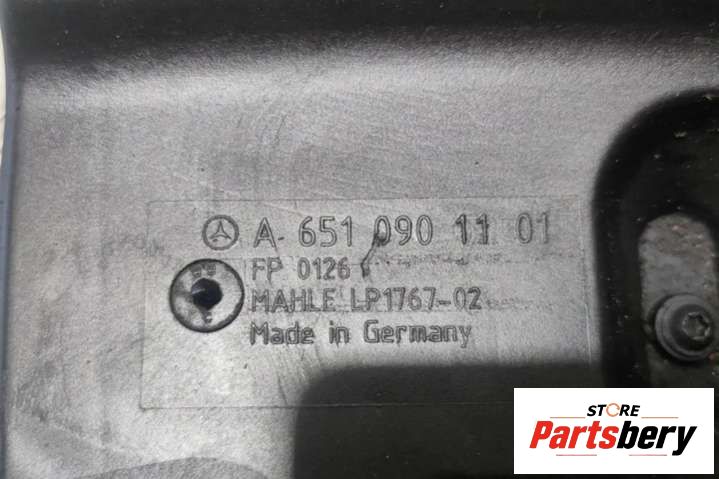 A 651 090 11 01
FP 0126
MAHLE LP1767-02
Made in Germany
STORE
Partsbery